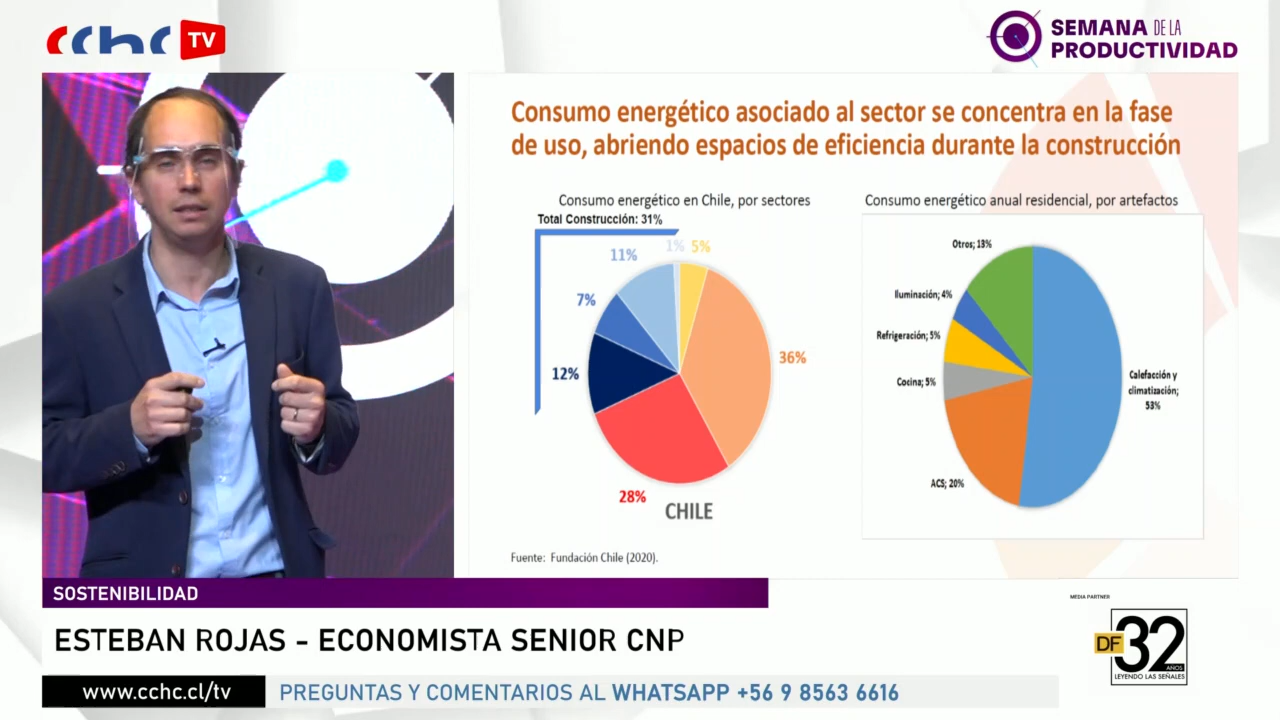 cchc TV
SEMANA DE LA
PRODUCTIVIDAD
Consumo energético asociado al sector se concentra en la fase
de uso, abriendo espacios de eficiencia durante la construcción
Consumo energético en Chile, por sectores
Total Construcción: 31%
1%
5%
11%
7%
36%
12%
28%
CHILE
Fuente: Fundación Chile (2020).
Consumo energético anual residencial, por artefactos
Otros; 13%
Iluminación; 4%
Refrigeración; 5%
Cocina; 5%
Calefacción y
climatización;
53%
ACS; 20%
SOSTENIBILIDAD
ESTEBAN ROJAS - ECONOMISTA SENIOR CNP
www.cchc.cl/tv
PREGUNTAS Y COMENTARIOS AL WHATSAPP +56 9 8563 6616
MEDIA PARTNER
DF 32
AÑOS
LEYENDO LAS SEÑALES